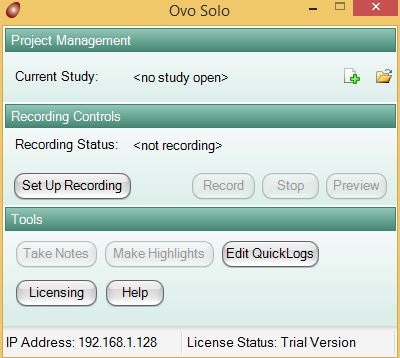 Ovo Solo
Project Management
Current Study: <no study open>
Recording Controls
Recording Status: <not recording>
Set Up Recording Record Stop Preview
Tools
Take Notes Make Highlights Edit QuickLogs
Licensing Help
IP Address: 192.168.1.128 License Status: Trial Version